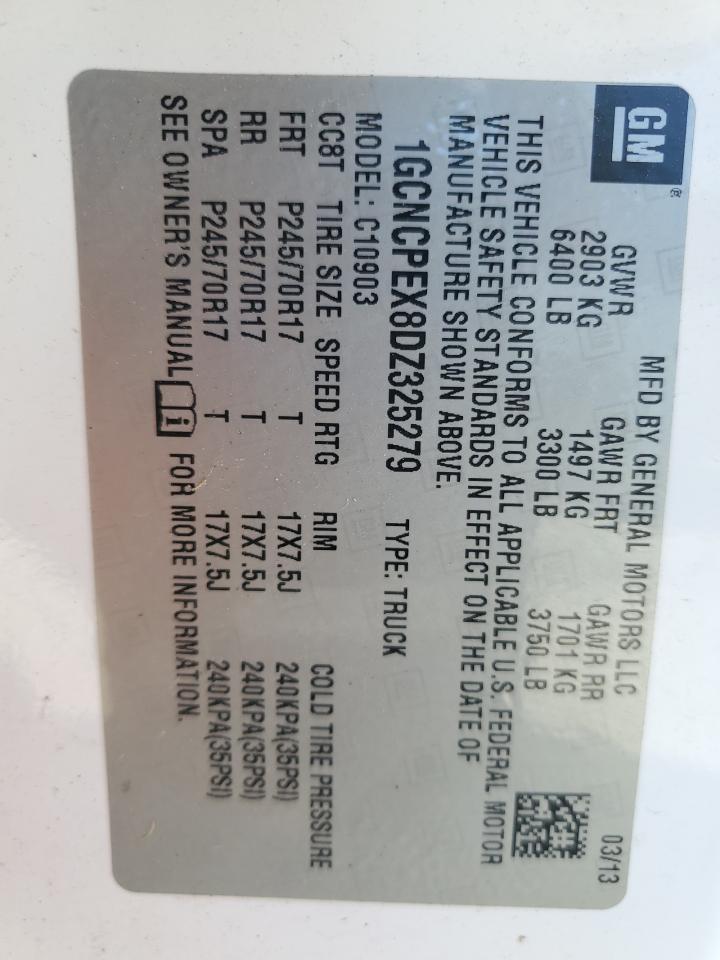 GM®
MFD BY GENERAL MOTORS LLC 03/13
GVWR GAWR FRT GAWR RR
2903 KG 1497 KG 1701 KG
6400 LB 3300 LB 3750 LB
THIS VEHICLE CONFORMS TO ALL APPLICABLE U.S. FEDERAL MOTOR
VEHICLE SAFETY STANDARDS IN EFFECT ON THE DATE OF
MANUFACTURE SHOWN ABOVE.
1GCNCPEX8DZ325279 TYPE: TRUCK
MODEL: C10903
CC8T TIRE SIZE SPEED RTG RIM COLD TIRE PRESSURE
FRT P245/70R17 T 17X7.5J 240KPA(35PSI)
RR P245/70R17 T 17X7.5J 240KPA(35PSI)
SPA P245/70R17 T 17X7.5J 240KPA(35PSI)
SEE OWNER'S MANUAL i FOR MORE INFORMATION.